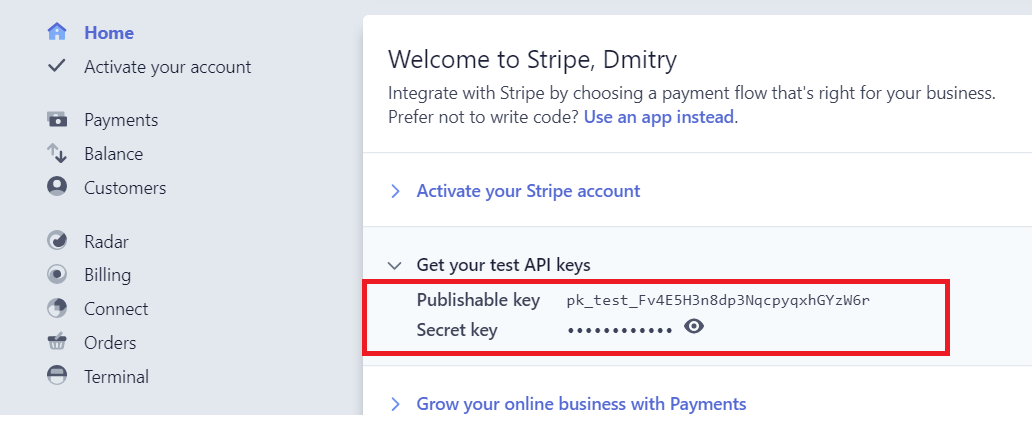 Home
Activate your account
Payments
Balance
Customers
Radar
Billing
Connect
Orders
Terminal
Welcome to Stripe, Dmitry
Integrate with Stripe by choosing a payment flow that's right for your business.
Prefer not to write code? Use an app instead.
Activate your Stripe account
Get your test API keys
Publishable key pk_test_Fv4E5H3n8dp3NqcpyqxhGYzW6r
Secret key ••••••••••••
Grow your online business with Payments